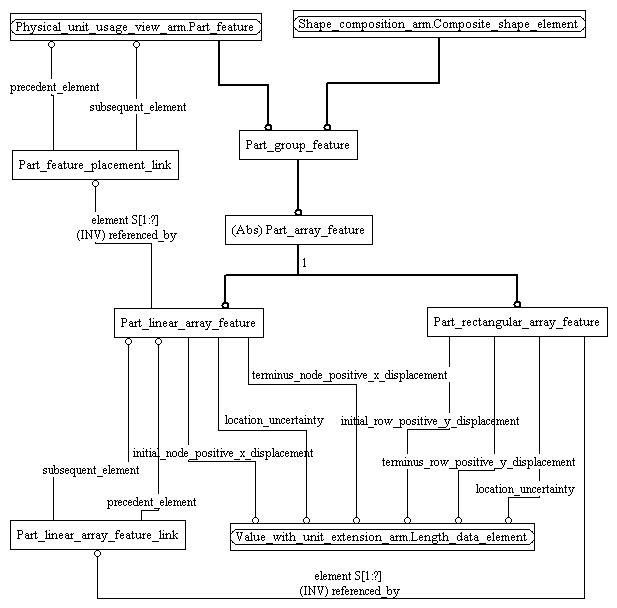 Physical_unit_usage_view_arm.Part_feature
Shape_composition_arm.Composite_shape_element
precedent_element
subsequent_element
Part_group_feature
Part_feature_placement_link
element S[1:?]
(INV) referenced_by
(Abs) Part_array_feature
1
Part_linear_array_feature
Part_rectangular_array_feature
terminus_node_positive_x_displacement
location_uncertainty
initial_row_positive_y_displacement
initial_node_positive_x_displacement
terminus_row_positive_y_displacement
subsequent_element
location_uncertainty
precedent_element
Part_linear_array_feature_link
Value_with_unit_extension_arm.Length_data_element
element S[1:?]
(INV) referenced_by